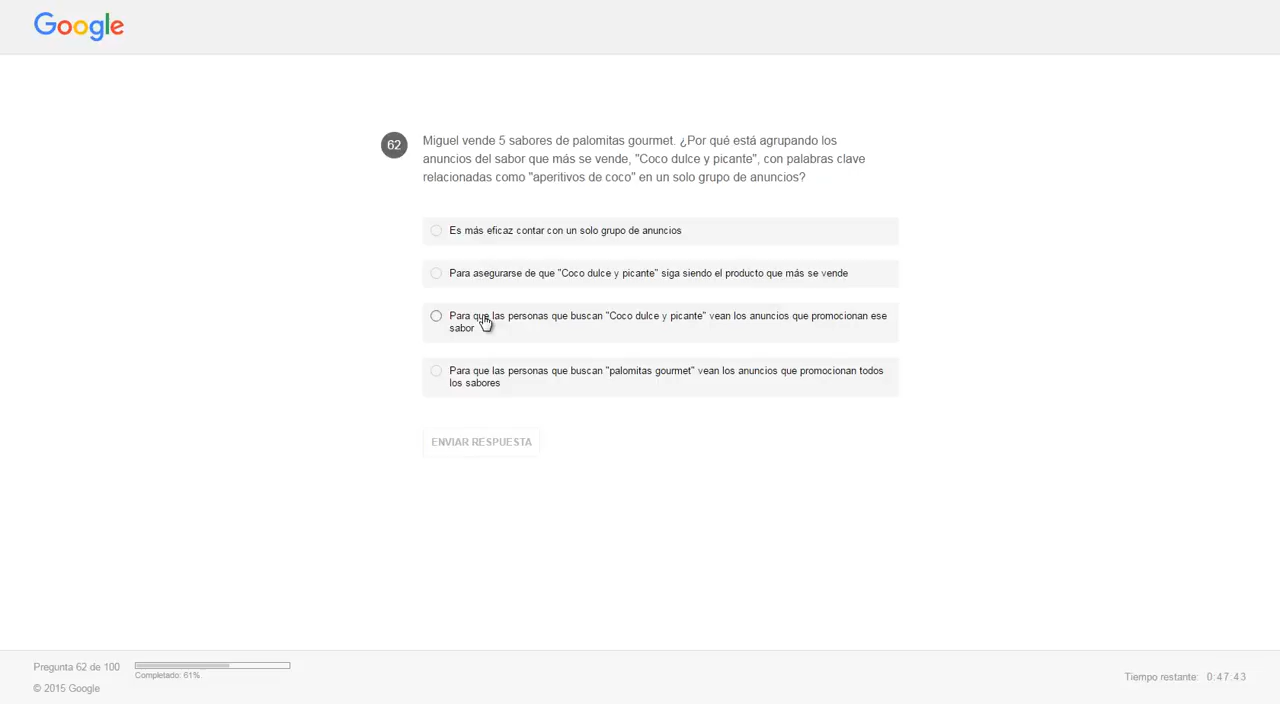 Google
62
Miguel vende 5 sabores de palomitas gourmet. ¿Por qué está agrupando los
anuncios del sabor que más se vende, "Coco dulce y picante", con palabras clave
relacionadas como "aperitivos de coco" en un solo grupo de anuncios?
Es más eficaz contar con un solo grupo de anuncios
Para asegurarse de que "Coco dulce y picante" siga siendo el producto que más se vende
Para que las personas que buscan "Coco dulce y picante" vean los anuncios que promocionan ese
sabor
Para que las personas que buscan "palomitas gourmet" vean los anuncios que promocionan todos
los sabores
ENVIAR RESPUESTA
Pregunta 62 de 100
Completado: 61%.
© 2015 Google
Tiempo restante: 0:47:43